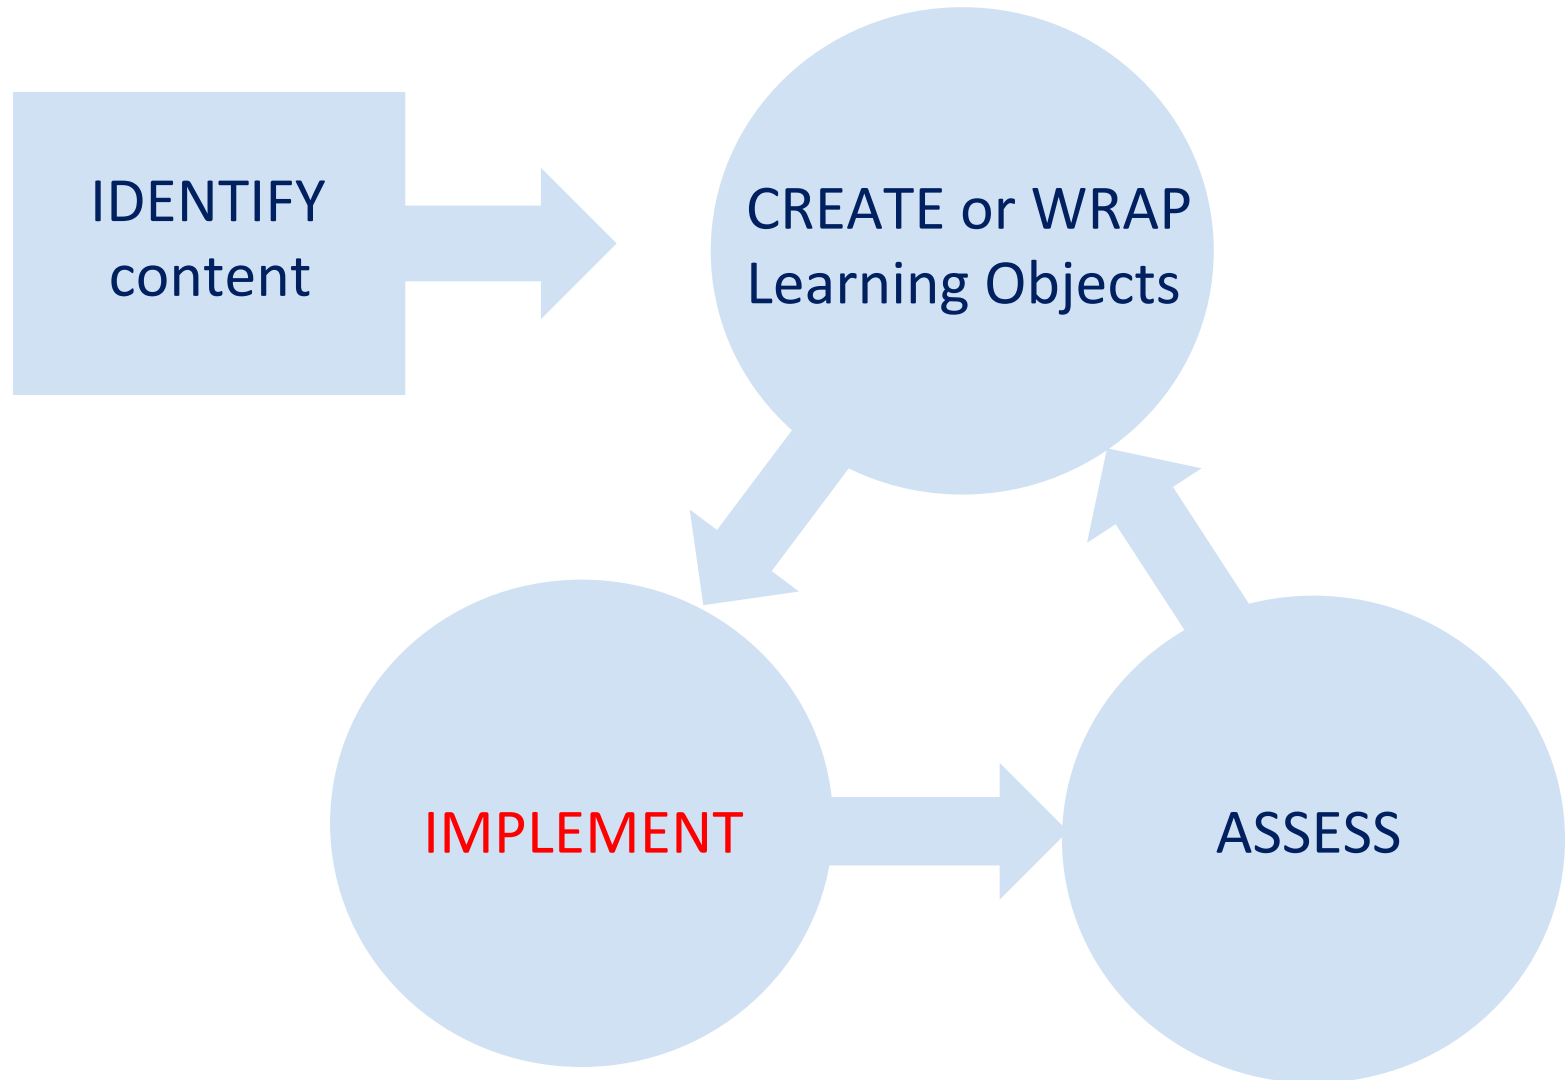 IDENTIFY
content
CREATE or WRAP
Learning Objects
IMPLEMENT
ASSESS